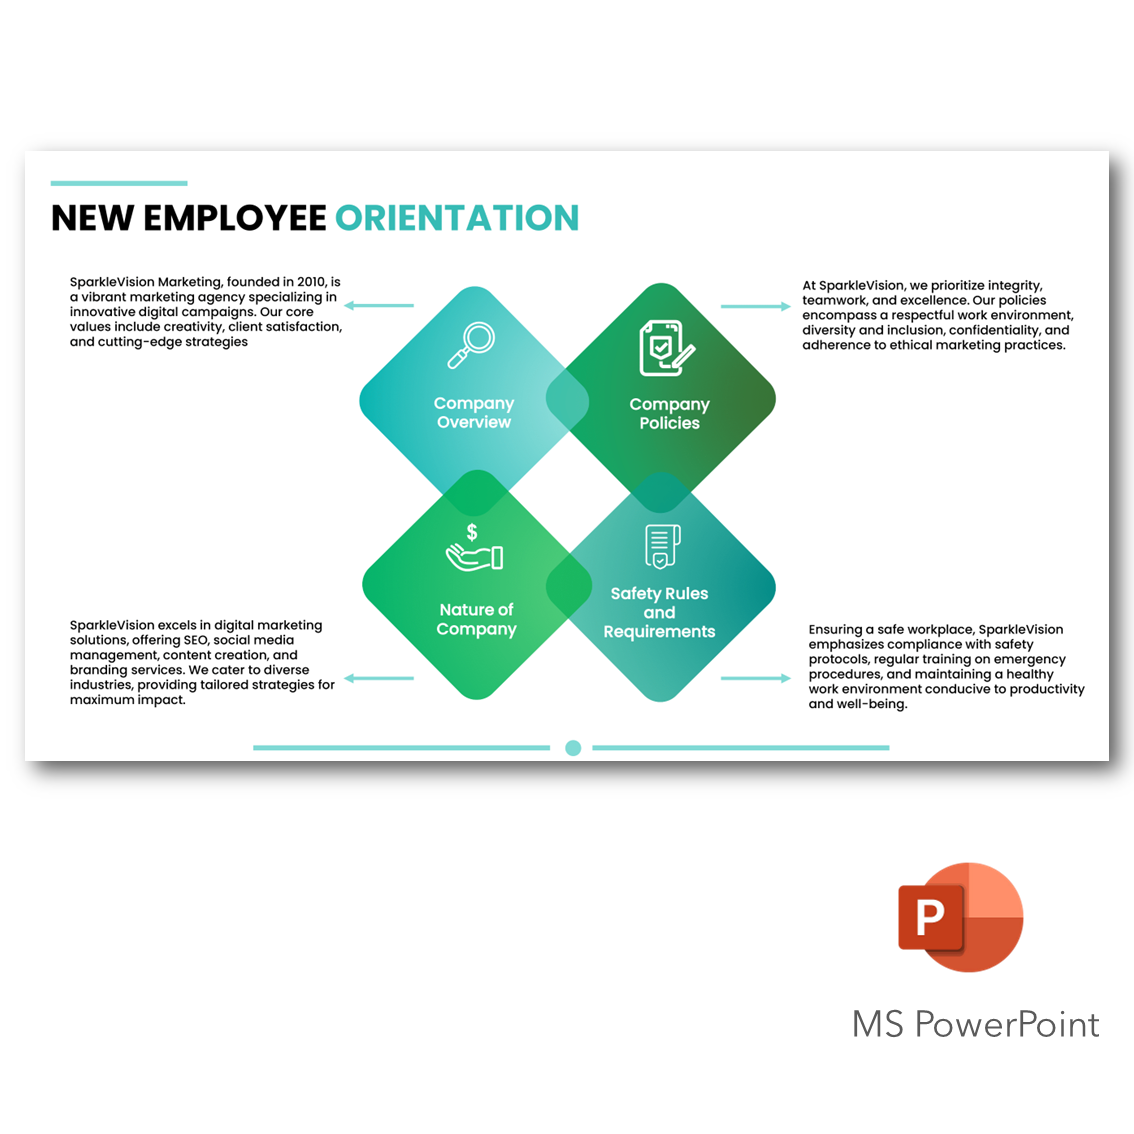 NEW EMPLOYEE ORIENTATION
SparkleVision Marketing, founded in 2010, is
a vibrant marketing agency specializing in
innovative digital campaigns. Our core
values include creativity, client satisfaction,
and cutting-edge strategies
Company
Overview
Company
Policies
At SparkleVision, we prioritize integrity,
teamwork, and excellence. Our policies
encompass a respectful work environment,
diversity and inclusion, confidentiality, and
adherence to ethical marketing practices.
SparkleVision excels in digital marketing
solutions, offering SEO, social media
management, content creation, and
branding services. We cater to diverse
industries, providing tailored strategies for
maximum impact.
$
Nature of
Company
Safety Rules
and
Requirements
Ensuring a safe workplace, SparkleVision
emphasizes compliance with safety
protocols, regular training on emergency
procedures, and maintaining a healthy
work environment conducive to productivity
and well-being.
P
MS PowerPoint